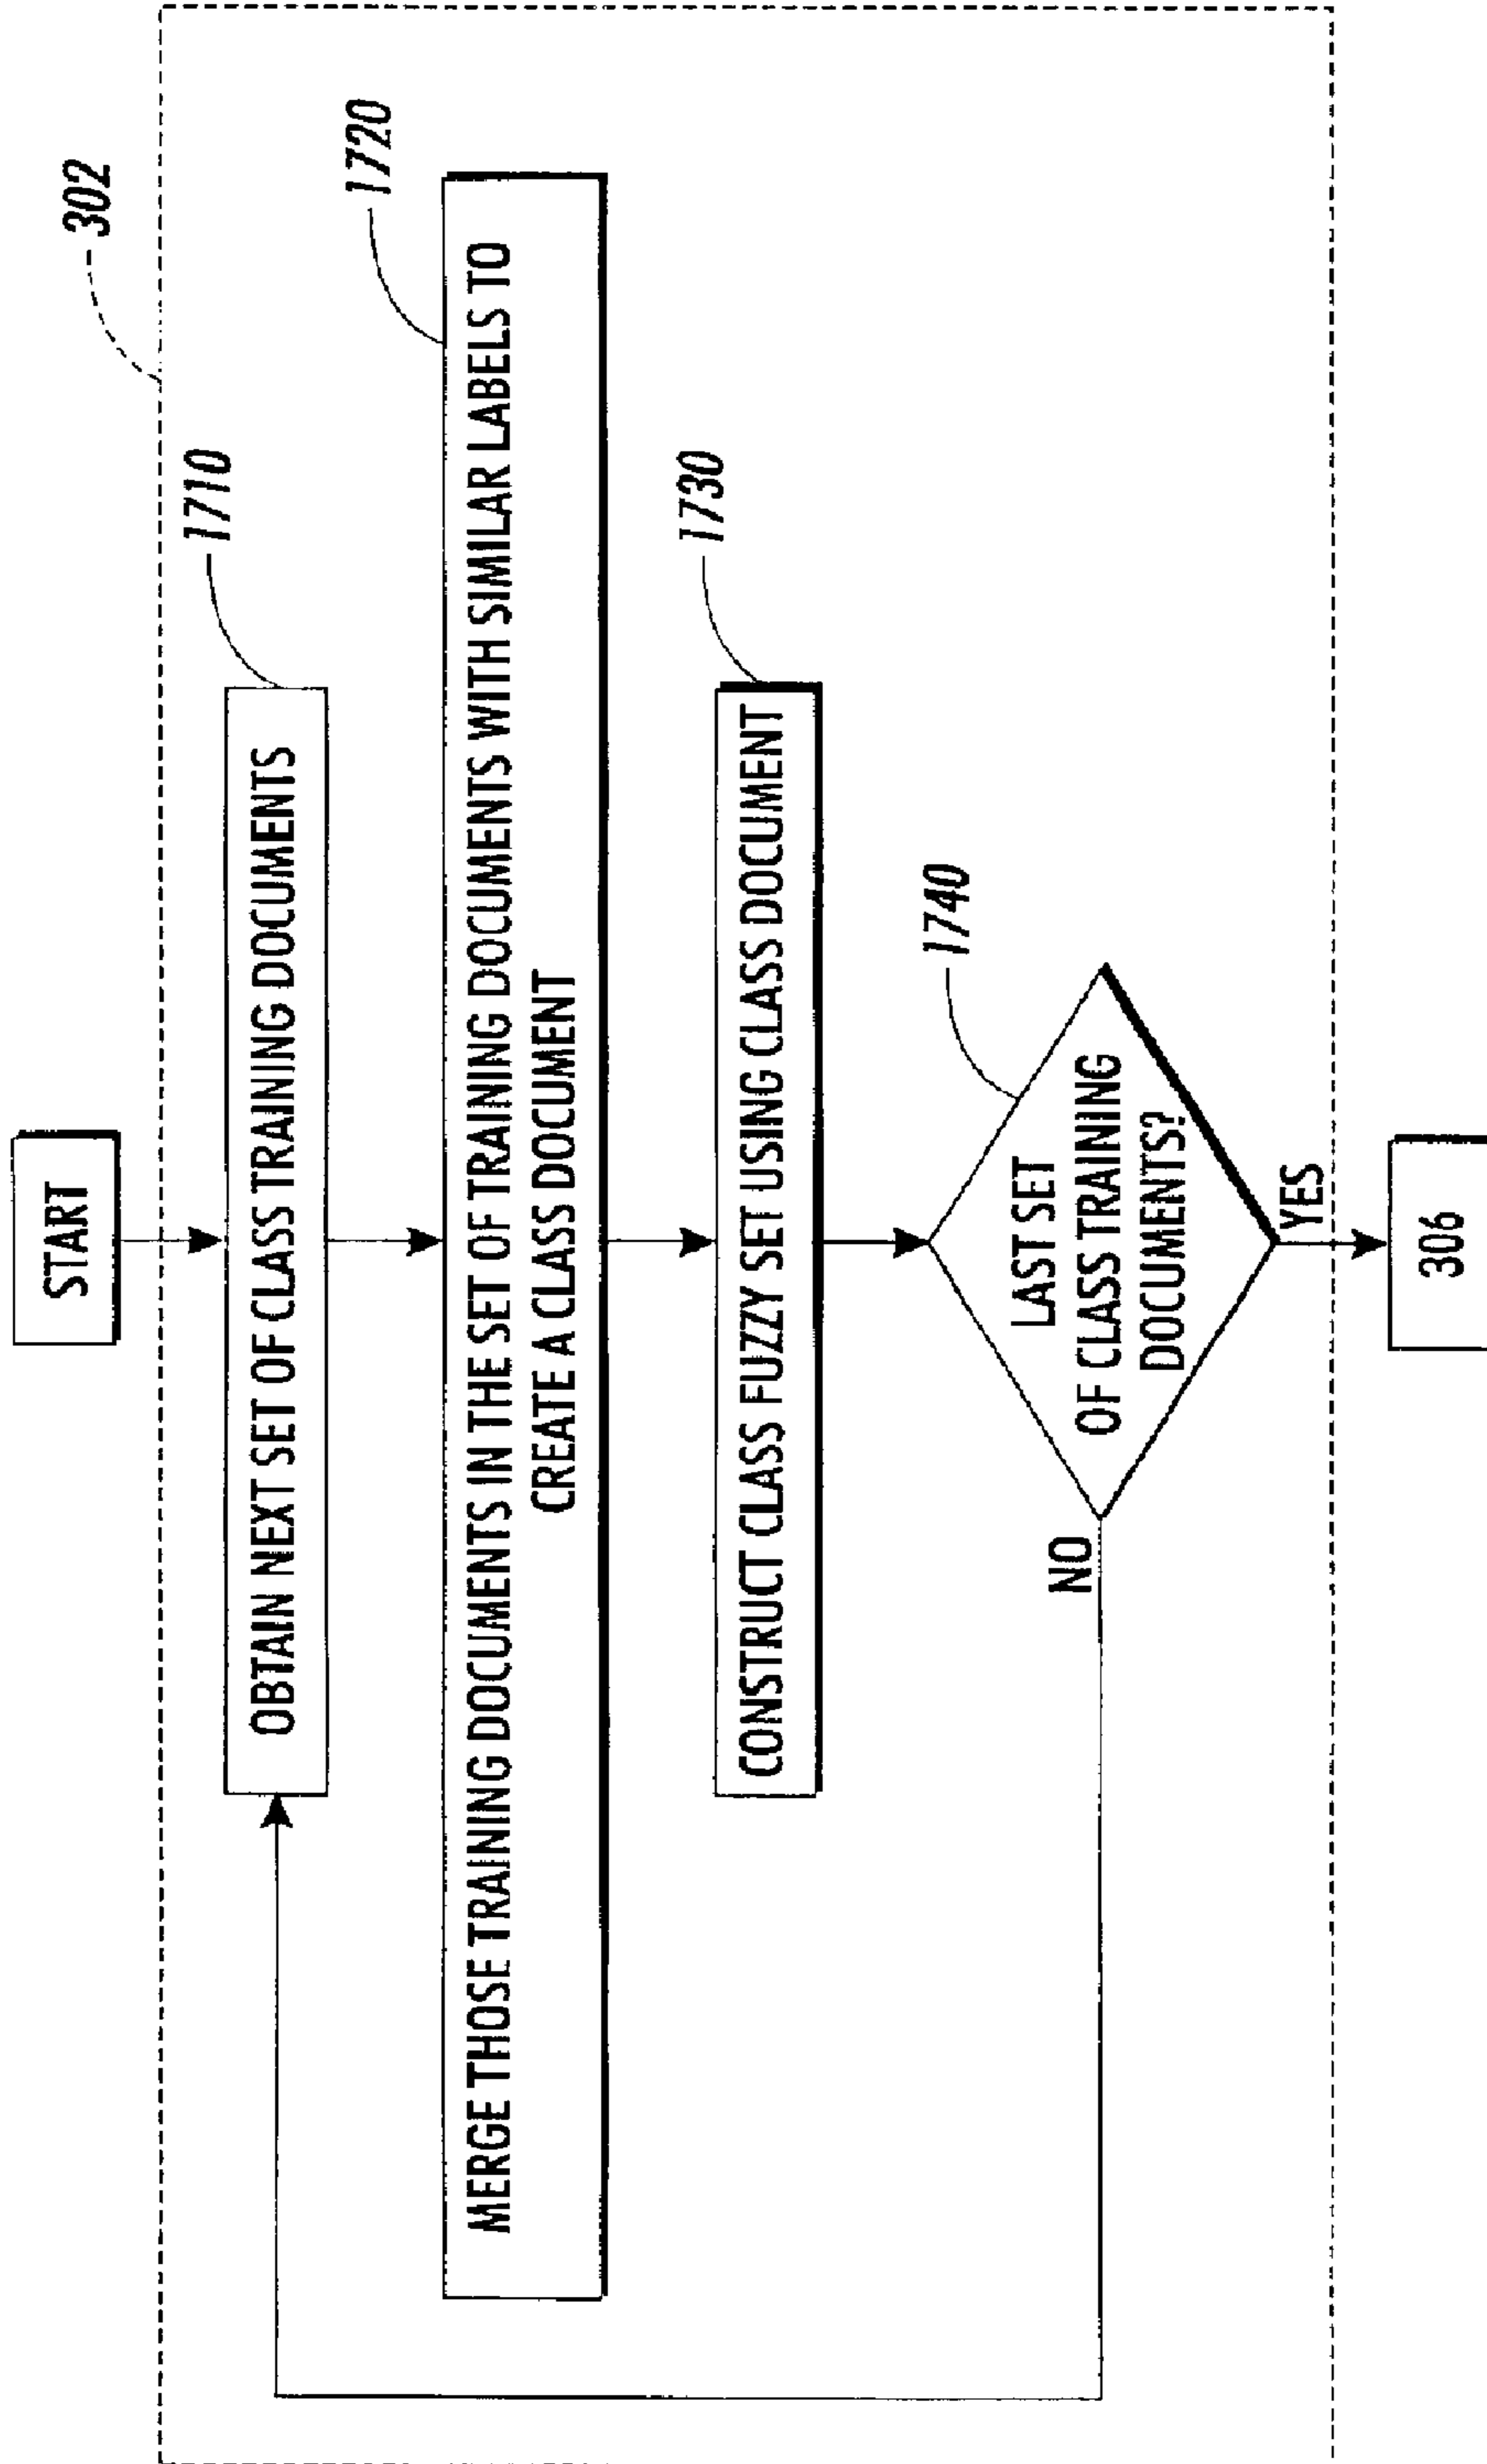 START
302
1710
OBTAIN NEXT SET OF CLASS TRAINING DOCUMENTS
1720
MERGE THOSE TRAINING DOCUMENTS IN THE SET OF TRAINING DOCUMENTS WITH SIMILAR LABELS TO
CREATE A CLASS DOCUMENT
1730
CONSTRUCT CLASS FUZZY SET USING CLASS DOCUMENT
1740
LAST SET
OF CLASS TRAINING
DOCUMENTS?
NO
YES
306